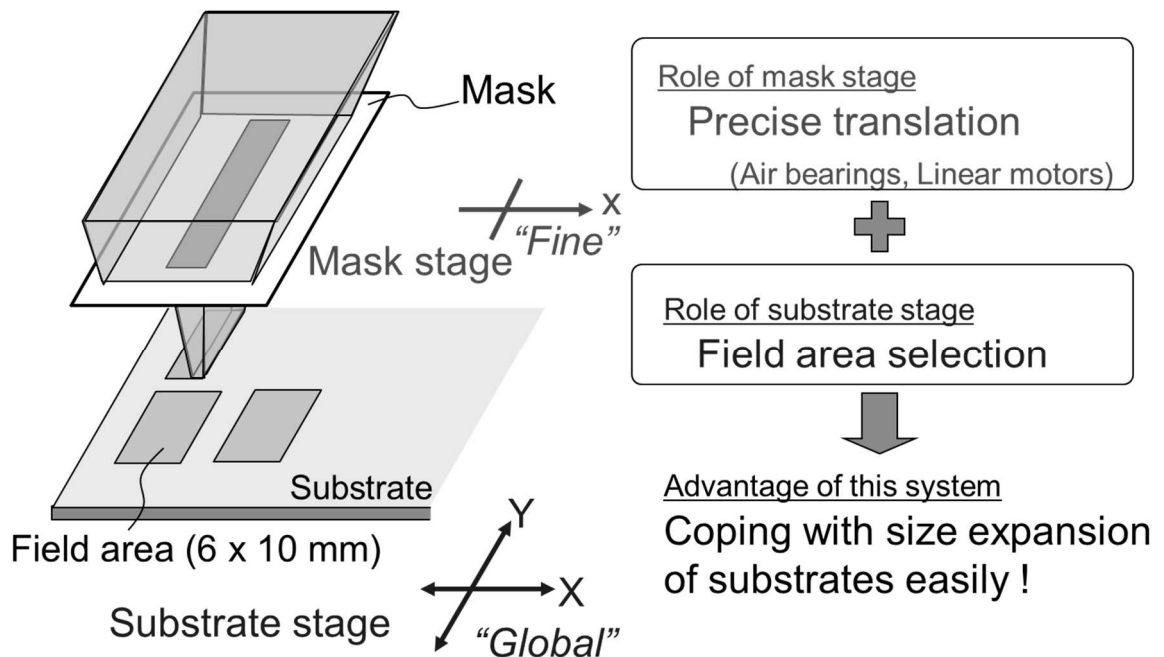 Mask
x
“Fine”
Mask stage
Substrate
Field area (6 x 10 mm)
Y
X
“Global”
Substrate stage
Role of mask stage
Precise translation
(Air bearings, Linear motors)
Role of substrate stage
Field area selection
Advantage of this system
Coping with size expansion
of substrates easily !